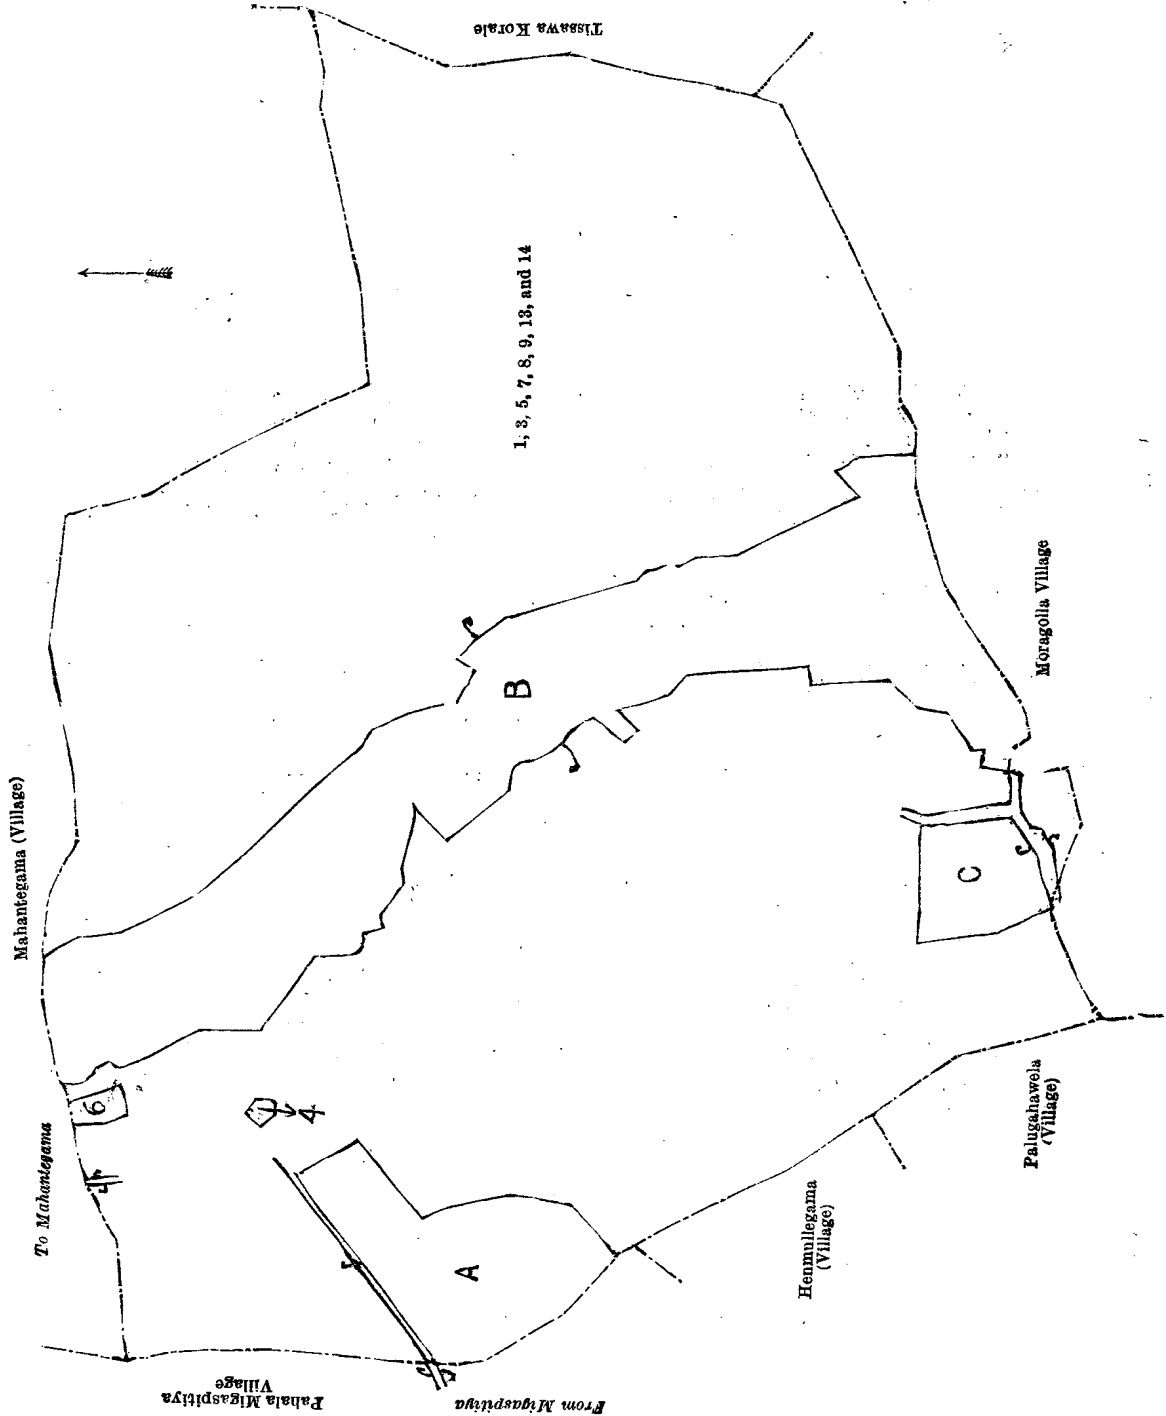 Tissawa Korale
1, 3, 5, 7, 8, 9, 13, and 14
Mahantegama (Village)
B
Moragolla Village
C
6
4
To Mahantegama
A
Palugahawela
(Village)
Henmullegama
(Village)
Pahala Migaspitiya
Village
From Migaspitiya